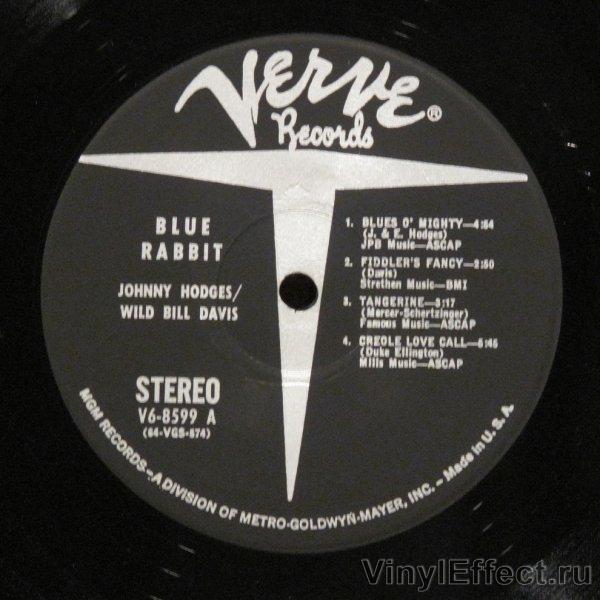 Verve®
Records
BLUE
RABBIT
JOHNNY HODGES/
WILD BILL DAVIS
STEREO
V6-8599 A
(64-VGS-574)
1. BLUES O' MIGHTY—4:54
(J. & E. Hodges)
JPB Music—ASCAP
2. FIDDLER'S FANCY—2:50
(Davis)
Strethen Music—BMI
3. TANGERINE—3:17
(Mercer-Schertzinger)
Famous Music—ASCAP
4. CREOLE LOVE CALL—5:45
(Duke Ellington)
Mills Music—ASCAP
MGM RECORDS—A DIVISION OF METRO-GOLDWYN-MAYER, INC. — Made in U. S. A.
VinylEffect.ru